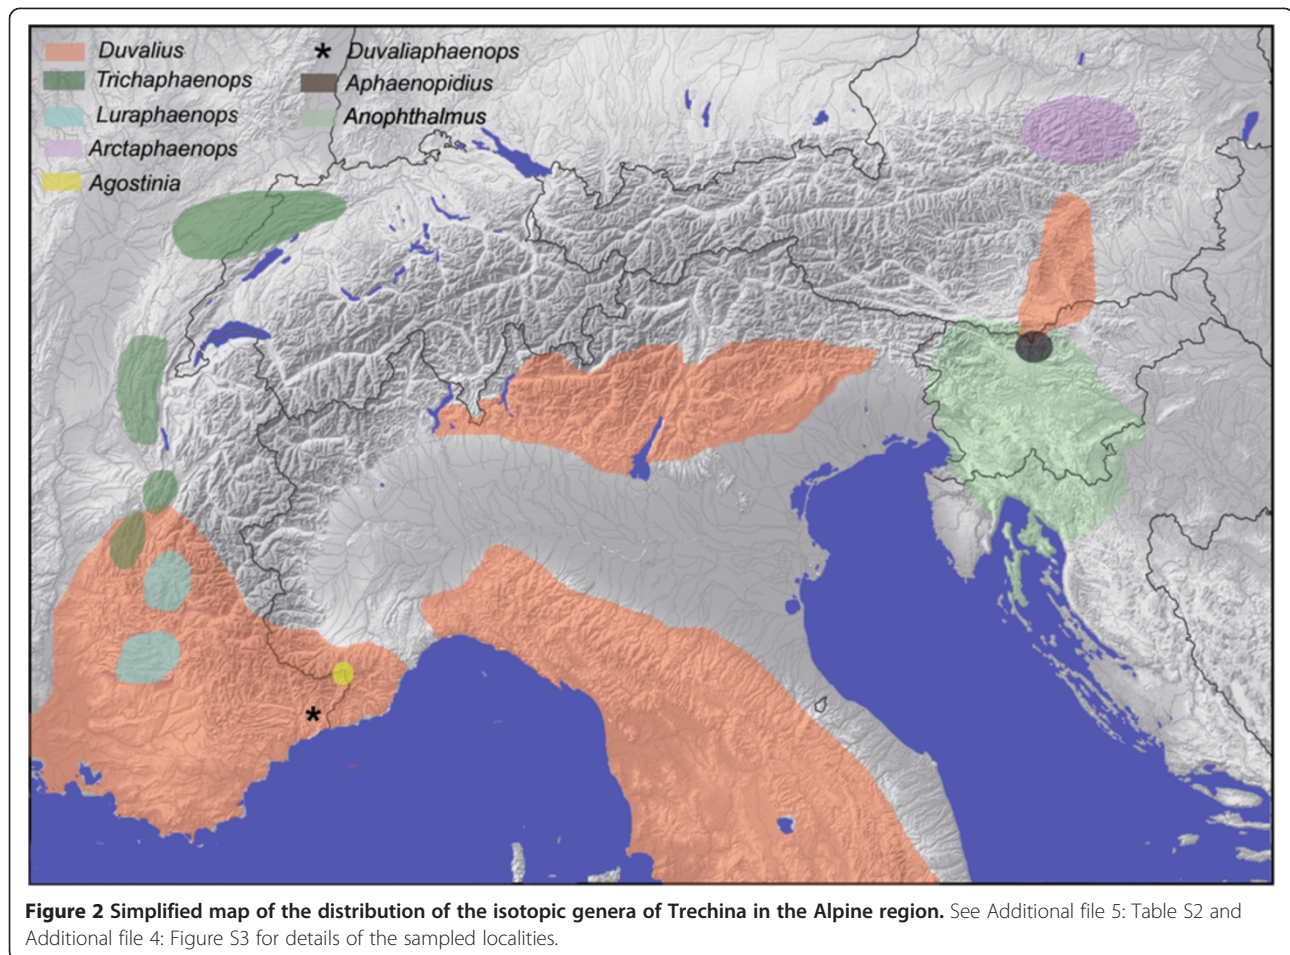 Duvalius
Trichaphaenops
Luraphaenops
Arctaphaenops
Agostinia
* Duvaliaphaenops
Aphaenopidius
Anophthalmus
*
Figure 2 Simplified map of the distribution of the isotopic genera of Trechina in the Alpine region. See Additional file 5: Table S2 and
Additional file 4: Figure S3 for details of the sampled localities.